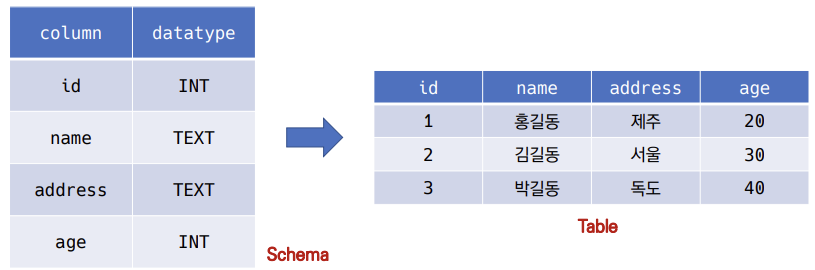 column datatype
id INT
name TEXT
address TEXT
age INT
Schema
id name address age
1 홍길동 제주 20
2 김길동 서울 30
3 박길동 독도 40
Table